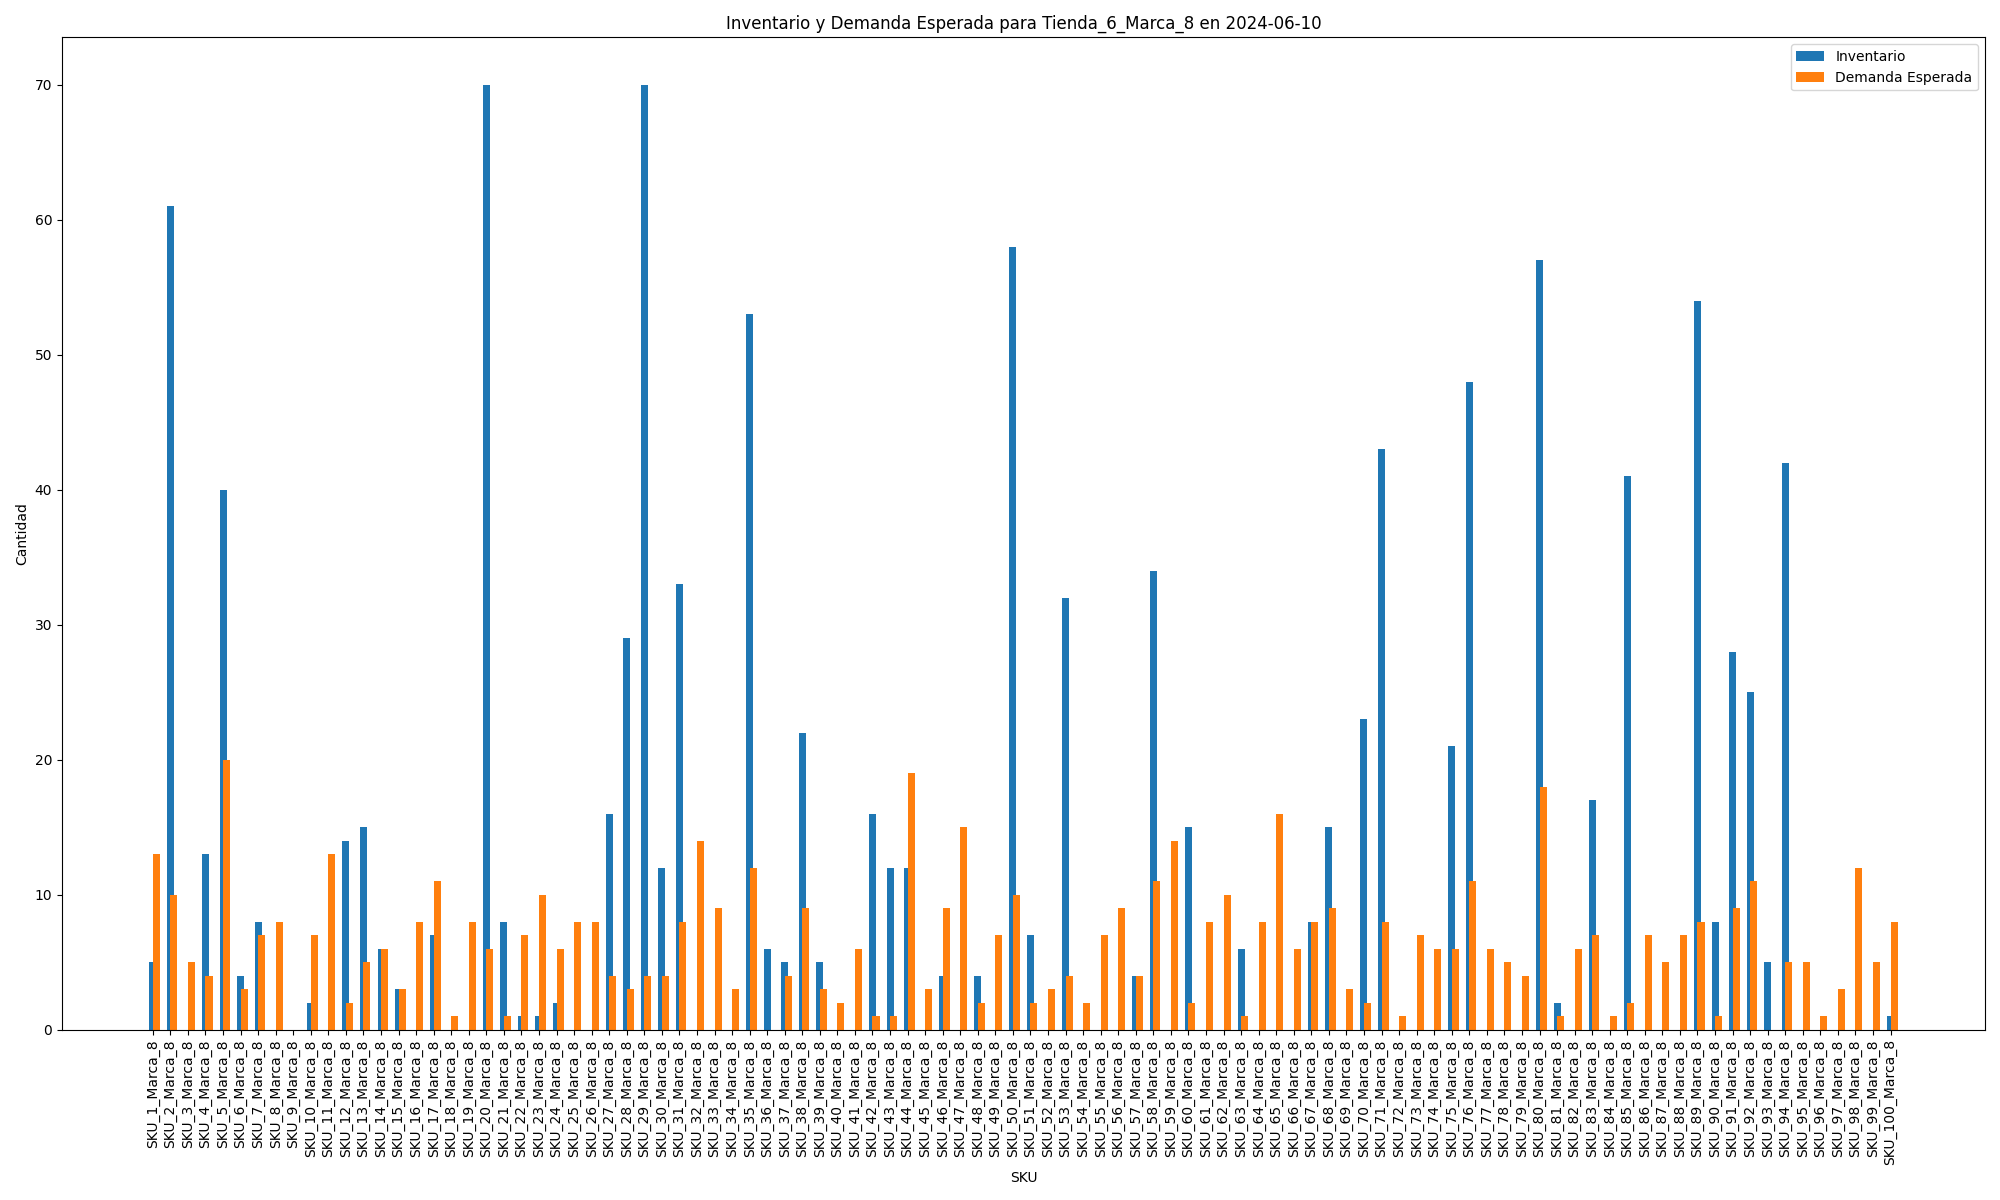 Inventario y Demanda Esperada para Tienda_6_Marca_8 en 2024-06-10
Inventario
Demanda Esperada
Cantidad
70
60
50
40
30
20
10
0
SKU_1_Marca_8
SKU_2_Marca_8
SKU_3_Marca_8
SKU_4_Marca_8
SKU_5_Marca_8
SKU_6_Marca_8
SKU_7_Marca_8
SKU_8_Marca_8
SKU_9_Marca_8
SKU_10_Marca_8
SKU_11_Marca_8
SKU_12_Marca_8
SKU_13_Marca_8
SKU_14_Marca_8
SKU_15_Marca_8
SKU_16_Marca_8
SKU_17_Marca_8
SKU_18_Marca_8
SKU_19_Marca_8
SKU_20_Marca_8
SKU_21_Marca_8
SKU_22_Marca_8
SKU_23_Marca_8
SKU_24_Marca_8
SKU_25_Marca_8
SKU_26_Marca_8
SKU_27_Marca_8
SKU_28_Marca_8
SKU_29_Marca_8
SKU_30_Marca_8
SKU_31_Marca_8
SKU_32_Marca_8
SKU_33_Marca_8
SKU_34_Marca_8
SKU_35_Marca_8
SKU_36_Marca_8
SKU_37_Marca_8
SKU_38_Marca_8
SKU_39_Marca_8
SKU_40_Marca_8
SKU_41_Marca_8
SKU_42_Marca_8
SKU_43_Marca_8
SKU_44_Marca_8
SKU_45_Marca_8
SKU_46_Marca_8
SKU_47_Marca_8
SKU_48_Marca_8
SKU_49_Marca_8
SKU_50_Marca_8
SKU_51_Marca_8
SKU_52_Marca_8
SKU_53_Marca_8
SKU_54_Marca_8
SKU_55_Marca_8
SKU_56_Marca_8
SKU_57_Marca_8
SKU_58_Marca_8
SKU_59_Marca_8
SKU_60_Marca_8
SKU_61_Marca_8
SKU_62_Marca_8
SKU_63_Marca_8
SKU_64_Marca_8
SKU_65_Marca_8
SKU_66_Marca_8
SKU_67_Marca_8
SKU_68_Marca_8
SKU_69_Marca_8
SKU_70_Marca_8
SKU_71_Marca_8
SKU_72_Marca_8
SKU_73_Marca_8
SKU_74_Marca_8
SKU_75_Marca_8
SKU_76_Marca_8
SKU_77_Marca_8
SKU_78_Marca_8
SKU_79_Marca_8
SKU_80_Marca_8
SKU_81_Marca_8
SKU_82_Marca_8
SKU_83_Marca_8
SKU_84_Marca_8
SKU_85_Marca_8
SKU_86_Marca_8
SKU_87_Marca_8
SKU_88_Marca_8
SKU_89_Marca_8
SKU_90_Marca_8
SKU_91_Marca_8
SKU_92_Marca_8
SKU_93_Marca_8
SKU_94_Marca_8
SKU_95_Marca_8
SKU_96_Marca_8
SKU_97_Marca_8
SKU_98_Marca_8
SKU_99_Marca_8
SKU_100_Marca_8
SKU